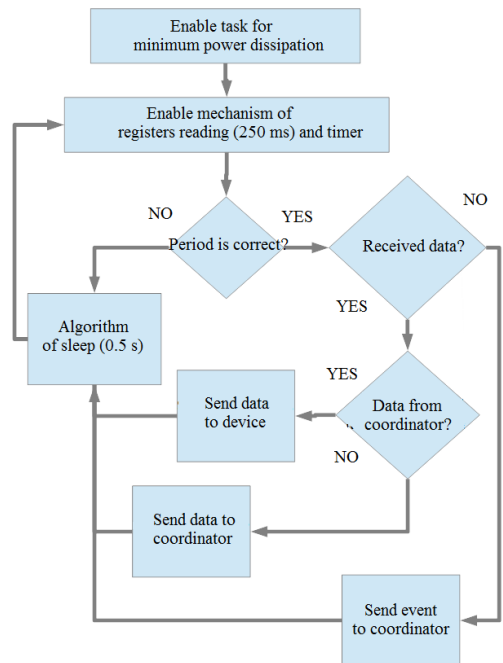 Enable task for
minimum power dissipation
Enable mechanism of
registers reading (250 ms) and timer
NO
YES
NO
Period is correct?
Received data?
YES
Algorithm
of sleep (0.5 s)
YES
Send data
to device
Data from
coordinator?
NO
Send data to
coordinator
Send event
to coordinator